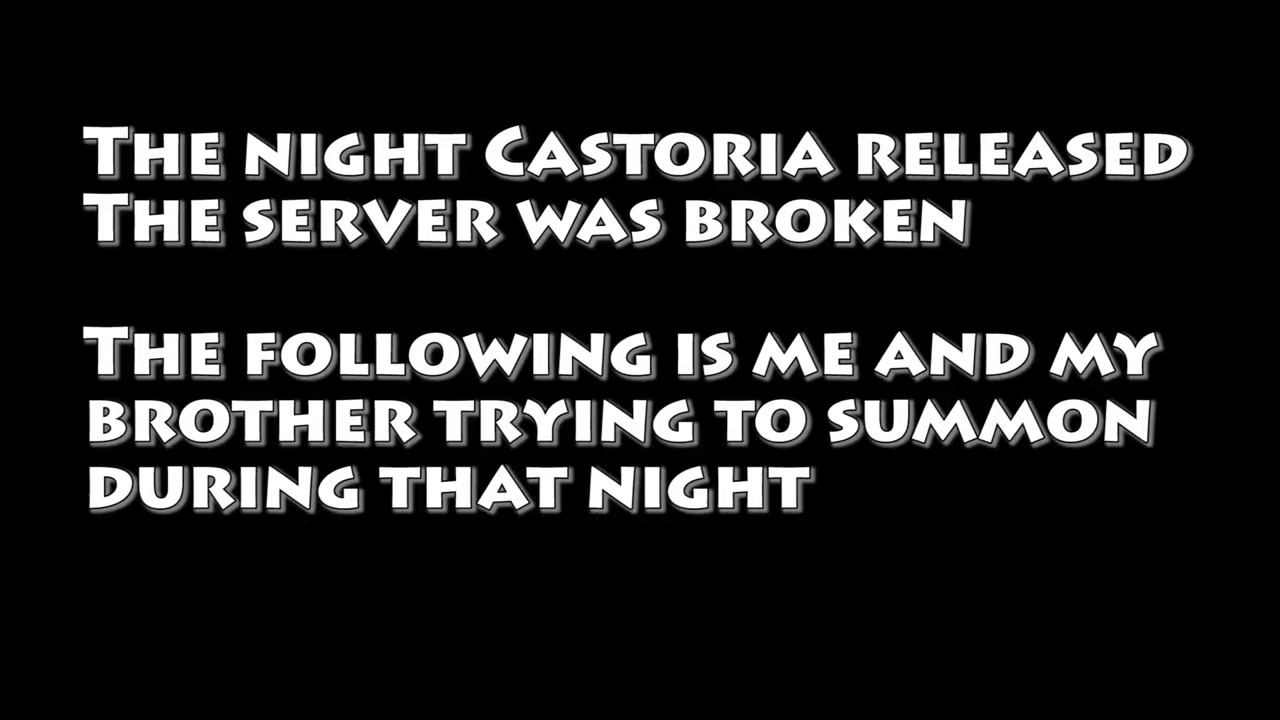 The night Castoria released
The server was broken
The following is me and my
brother trying to summon
during that night